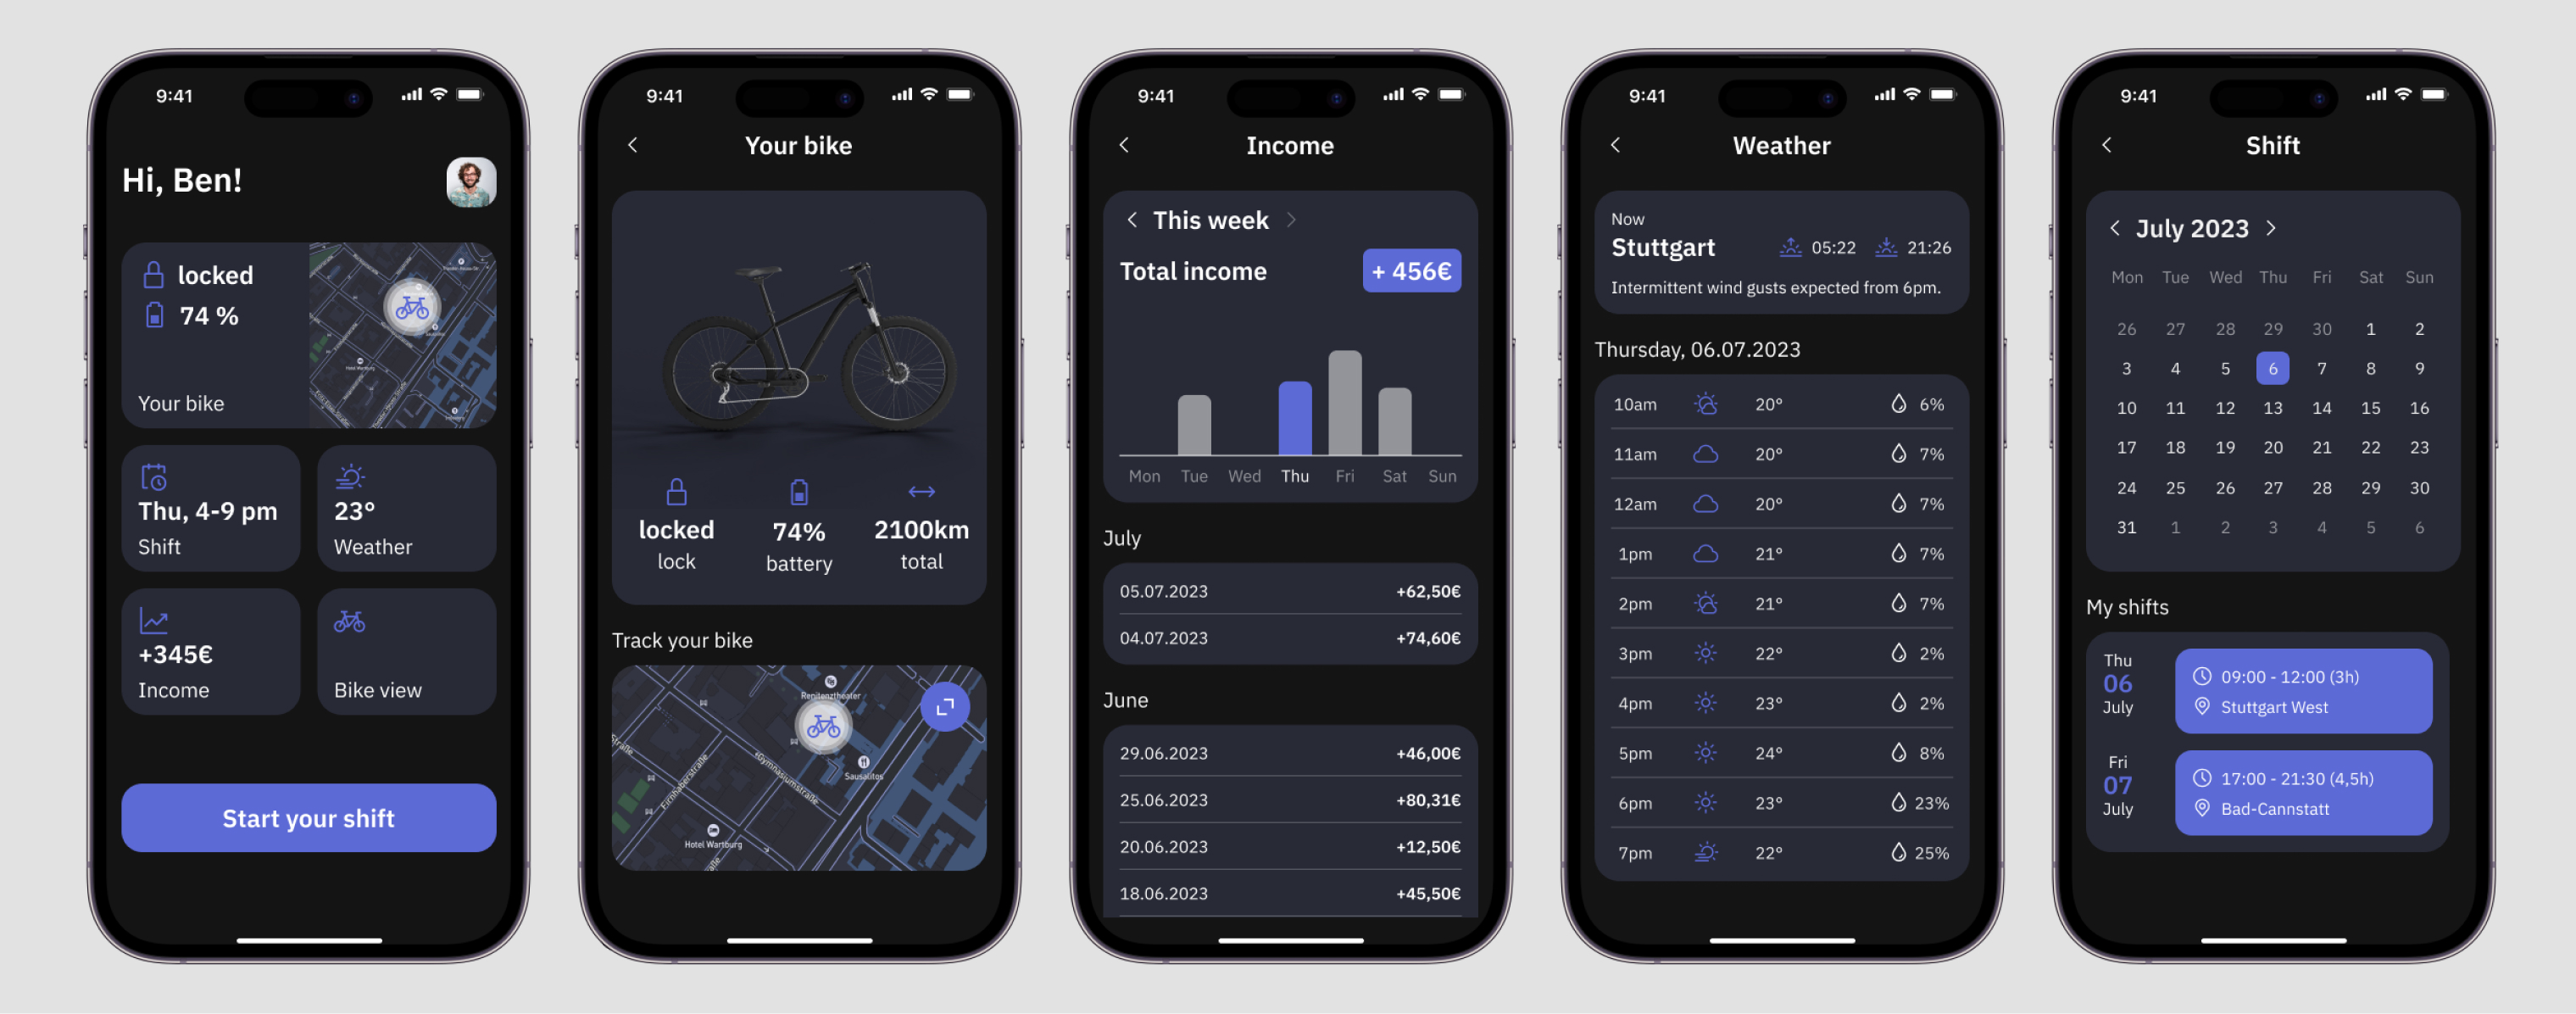 9:41
Hi, Ben!
locked
74 %
Your bike
Thu, 4-9 pm
Shift
23°
Weather
+345€
Income
Bike view
Start your shift
9:41
Your bike
locked
lock
74%
battery
2100km
total
Track your bike
Renitenztheater
Gymnasiumstraße
Sausalitos
Hotel Wartburg
9:41
Income
This week
Total income
+ 456€
Mon Tue Wed Thu Fri Sat Sun
July
05.07.2023 +62,50€
04.07.2023 +74,60€
June
29.06.2023 +46,00€
25.06.2023 +80,31€
20.06.2023 +12,50€
18.06.2023 +45,50€
9:41
Weather
Now
Stuttgart 05:22 21:26
Intermittent wind gusts expected from 6pm.
Thursday, 06.07.2023
10am 20° 6%
11am 20° 7%
12am 20° 7%
1pm 21° 7%
2pm 21° 7%
3pm 22° 2%
4pm 23° 2%
5pm 24° 8%
6pm 23° 23%
7pm 22° 25%
9:41
Shift
July 2023
Mon Tue Wed Thu Fri Sat Sun
26 27 28 29 30 1 2
3 4 5 6 7 8 9
10 11 12 13 14 15 16
17 18 19 20 21 22 23
24 25 26 27 28 29 30
31 1 2 3 4 5 6
My shifts
Thu
06
July
09:00 - 12:00 (3h)
Stuttgart West
Fri
07
July
17:00 - 21:30 (4,5h)
Bad-Cannstatt